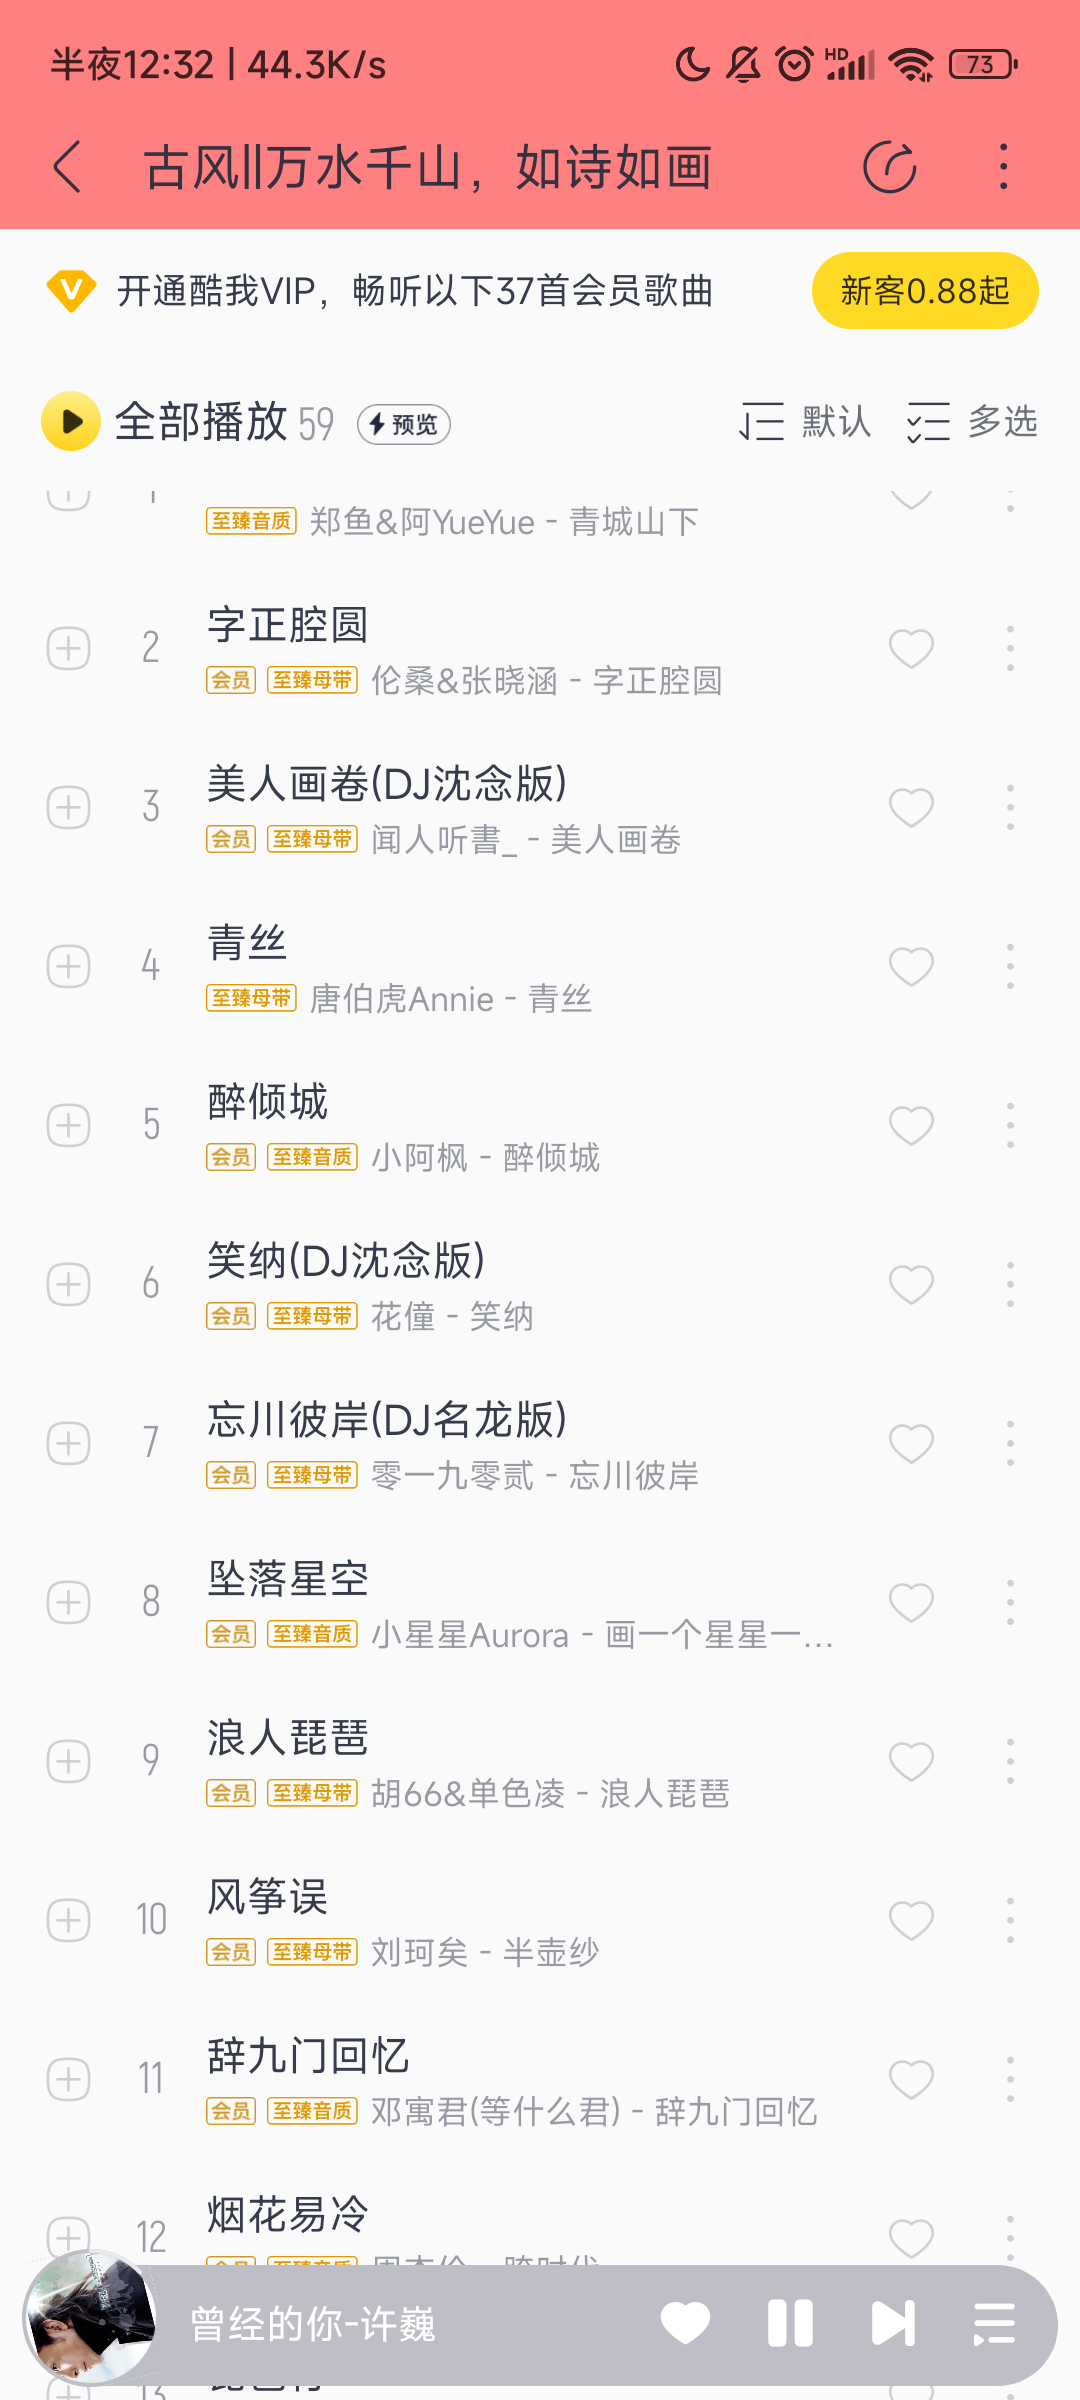 半夜12:32 | 44.3K/s
HD
73
古风||万水千山，如诗如画
开通酷我VIP，畅听以下37首会员歌曲
新客0.88起
全部播放 59 预览
默认
多选
1
至臻音质 郑鱼&阿YueYue - 青城山下
2
字正腔圆
会员 至臻母带 伦桑&张晓涵 - 字正腔圆
3
美人画卷(DJ沈念版)
会员 至臻母带 闻人听書_ - 美人画卷
4
青丝
至臻母带 唐伯虎Annie - 青丝
5
醉倾城
会员 至臻音质 小阿枫 - 醉倾城
6
笑纳(DJ沈念版)
会员 至臻母带 花僮 - 笑纳
7
忘川彼岸(DJ名龙版)
会员 至臻母带 零一九零贰 - 忘川彼岸
8
坠落星空
会员 至臻音质 小星星Aurora - 画一个星星一...
9
浪人琵琶
会员 至臻母带 胡66&单色凌 - 浪人琵琶
10
风筝误
会员 至臻母带 刘珂矣 - 半壶纱
11
辞九门回忆
会员 至臻音质 邓寓君(等什么君) - 辞九门回忆
12
烟花易冷
曾经的你-许巍
13